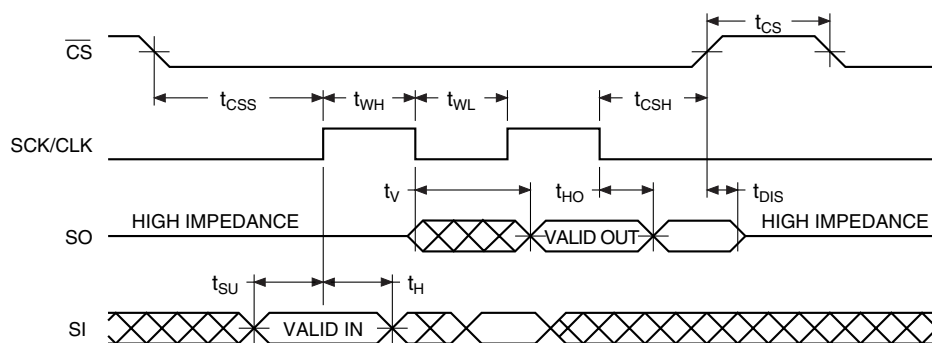 tCS
CS
tCSS
tWH
tWL
tCSH
SCK/CLK
tV
tHO
tDIS
HIGH IMPEDANCE
HIGH IMPEDANCE
SO
VALID OUT
tSU
tH
SI
VALID IN